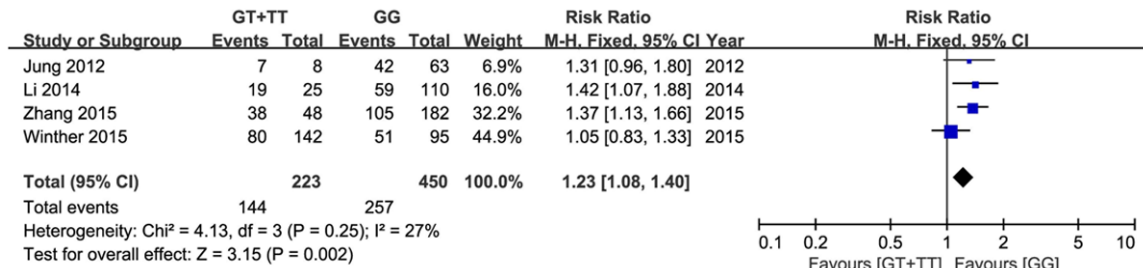 GT+TT GG Risk Ratio Risk Ratio
Study or Subgroup Events Total Events Total Weight M-H. Fixed. 95% CI Year M-H. Fixed. 95% CI
Jung 2012 7 8 42 63 6.9% 1.31 [0.96, 1.80] 2012
Li 2014 19 25 59 110 16.0% 1.42 [1.07, 1.88] 2014
Zhang 2015 38 48 105 182 32.2% 1.37 [1.13, 1.66] 2015
Winther 2015 80 142 51 95 44.9% 1.05 [0.83, 1.33] 2015
Total (95% CI) 223 450 100.0% 1.23 [1.08, 1.40]
Total events 144 257
Heterogeneity: Chi² = 4.13, df = 3 (P = 0.25); I² = 27%
Test for overall effect: Z = 3.15 (P = 0.002)
0.1 0.2 0.5 1 2 5 10
Favours [GT+TT] Favours [GG]